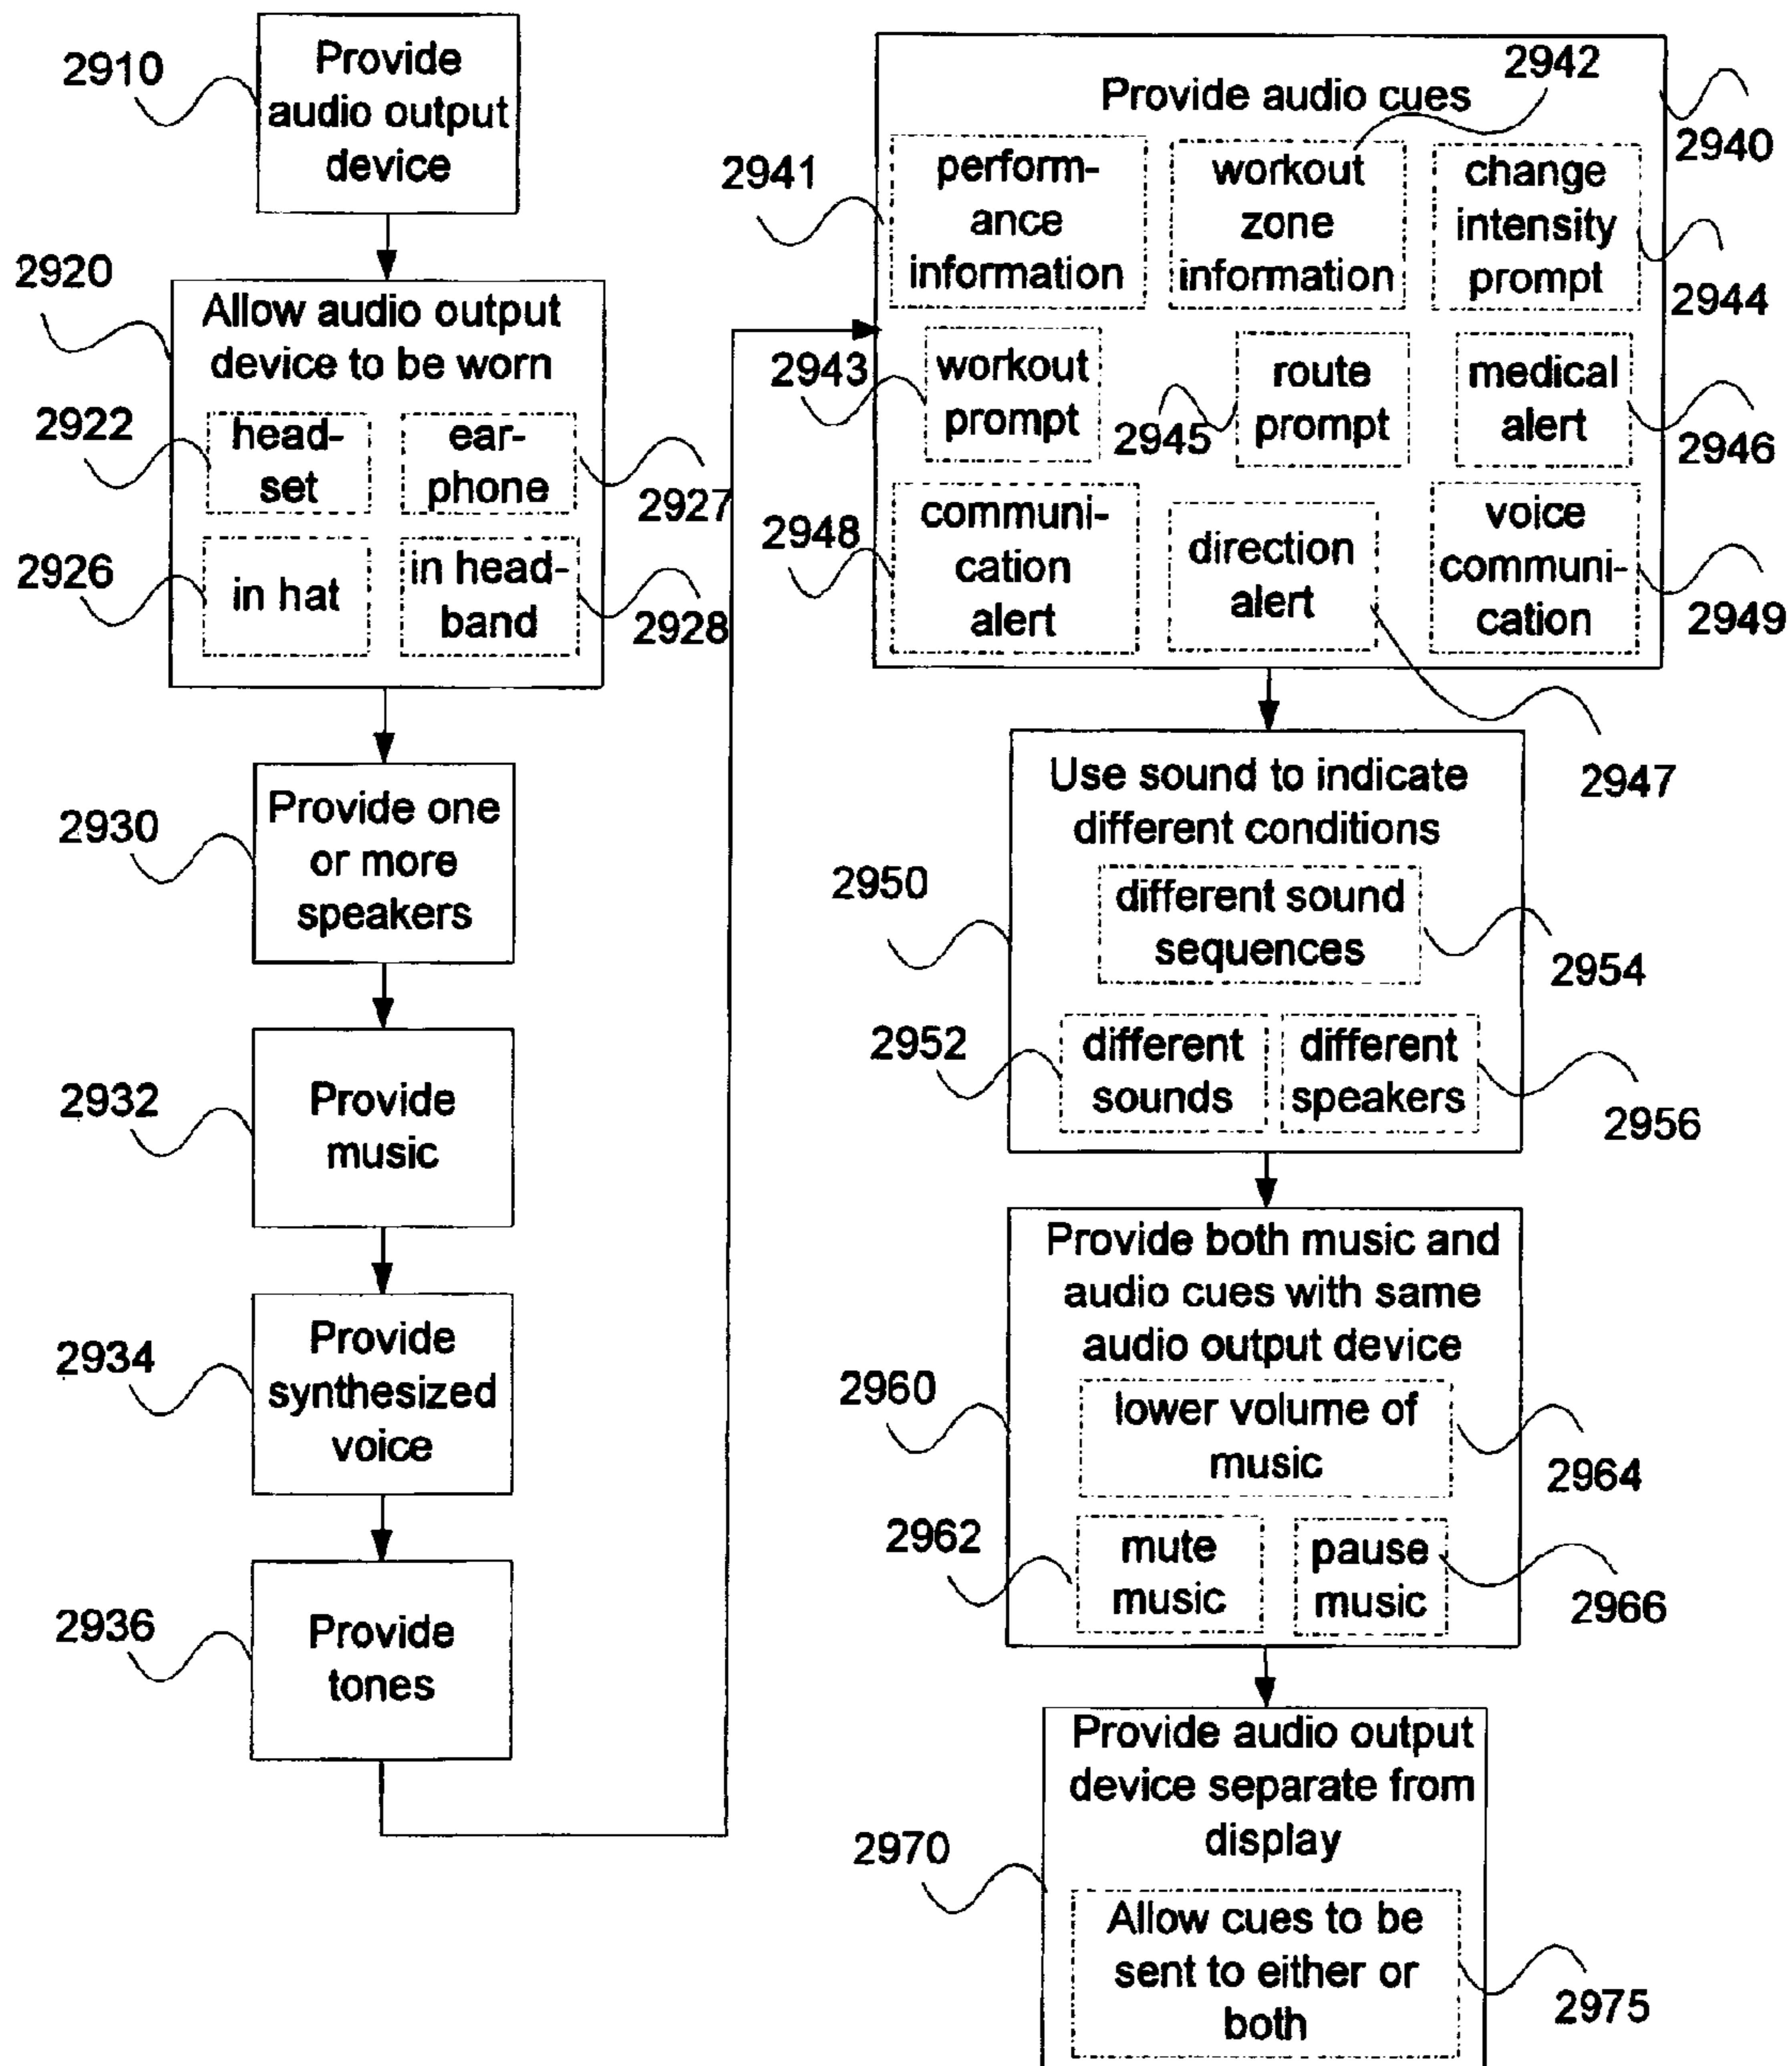 2910
Provide
audio output
device
2920
Allow audio output
device to be worn
2922
head-
set
ear-
phone
2927
2926
in hat
in head-
band
2928
2930
Provide one
or more
speakers
2932
Provide
music
2934
Provide
synthesized
voice
2936
Provide
tones
Provide audio cues
2940
2941
perform-
ance
information
2942
workout
zone
information
change
intensity
prompt
2944
2943
workout
prompt
2945
route
prompt
medical
alert
2946
2948
communi-
cation
alert
direction
alert
2947
voice
communi-
cation
2949
Use sound to indicate
different conditions
2950
different sound
sequences
2954
2952
different
sounds
different
speakers
2956
Provide both music and
audio cues with same
audio output device
2960
lower volume of
music
2964
2962
mute
music
pause
music
2966
Provide audio output
device separate from
display
2970
Allow cues to be
sent to either or
both
2975